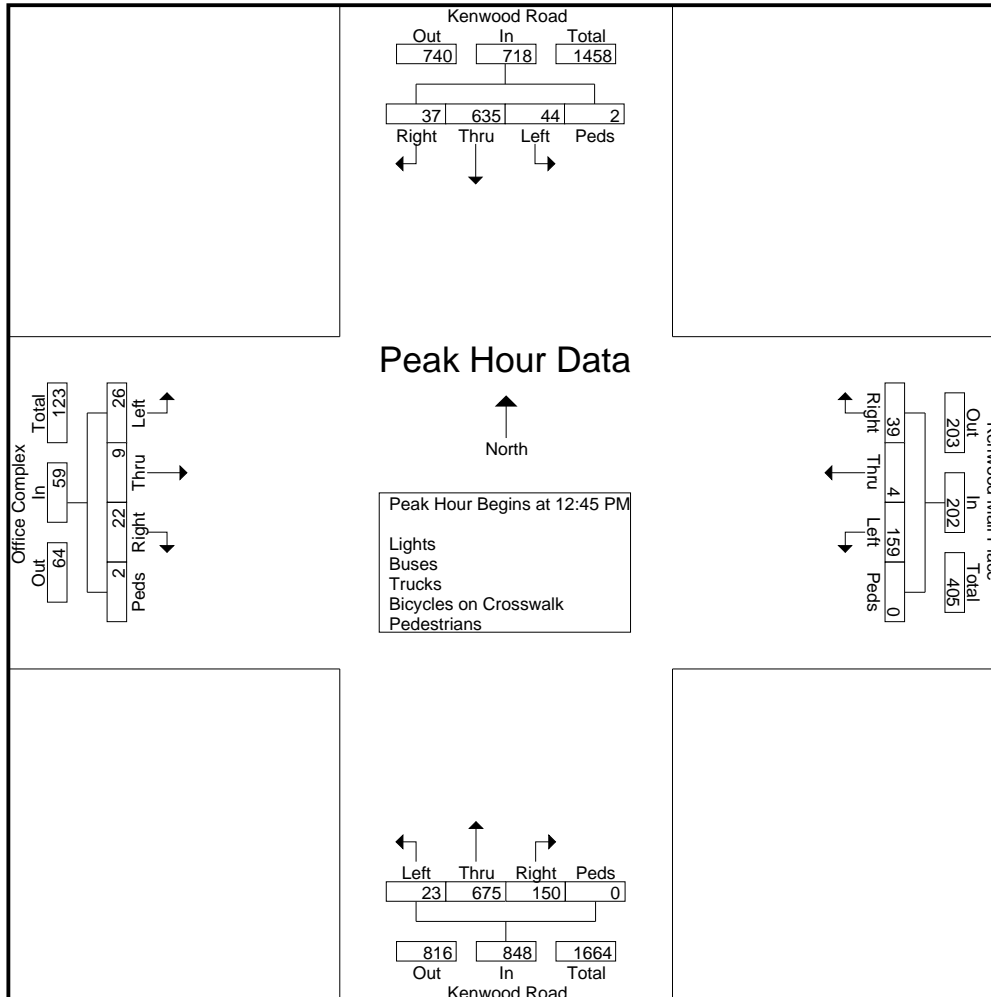 Kenwood Road
Out In Total
740 718 1458
37 635 44 2
Right Thru Left Peds
Peak Hour Data
North
Peak Hour Begins at 12:45 PM
Lights
Buses
Trucks
Bicycles on Crosswalk
Pedestrians
Office Complex
Out In Total
64 59 123
Left Thru Right Peds
26 9 22 2
Kenwood Mall Place
Out In Total
203 202 405
39 4 159 0
Right Thru Left Peds
Left Thru Right Peds
23 675 150 0
816 848 1664
Out In Total
Kenwood Road